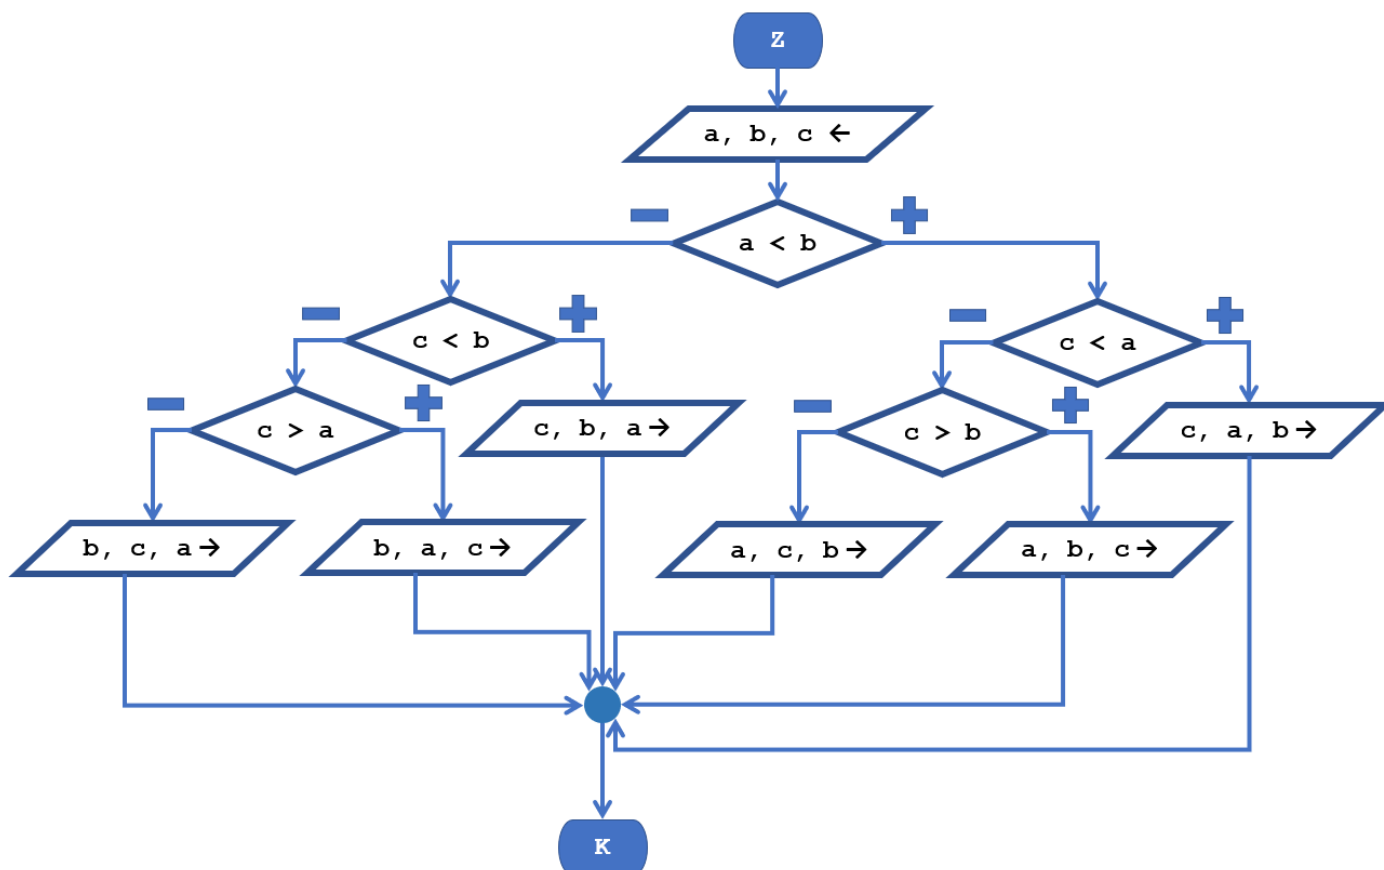 Z
a, b, c ←
a < b
c < b
c < a
c > a
c, b, a →
c > b
c, a, b →
b, c, a →
b, a, c →
a, c, b →
a, b, c →
K